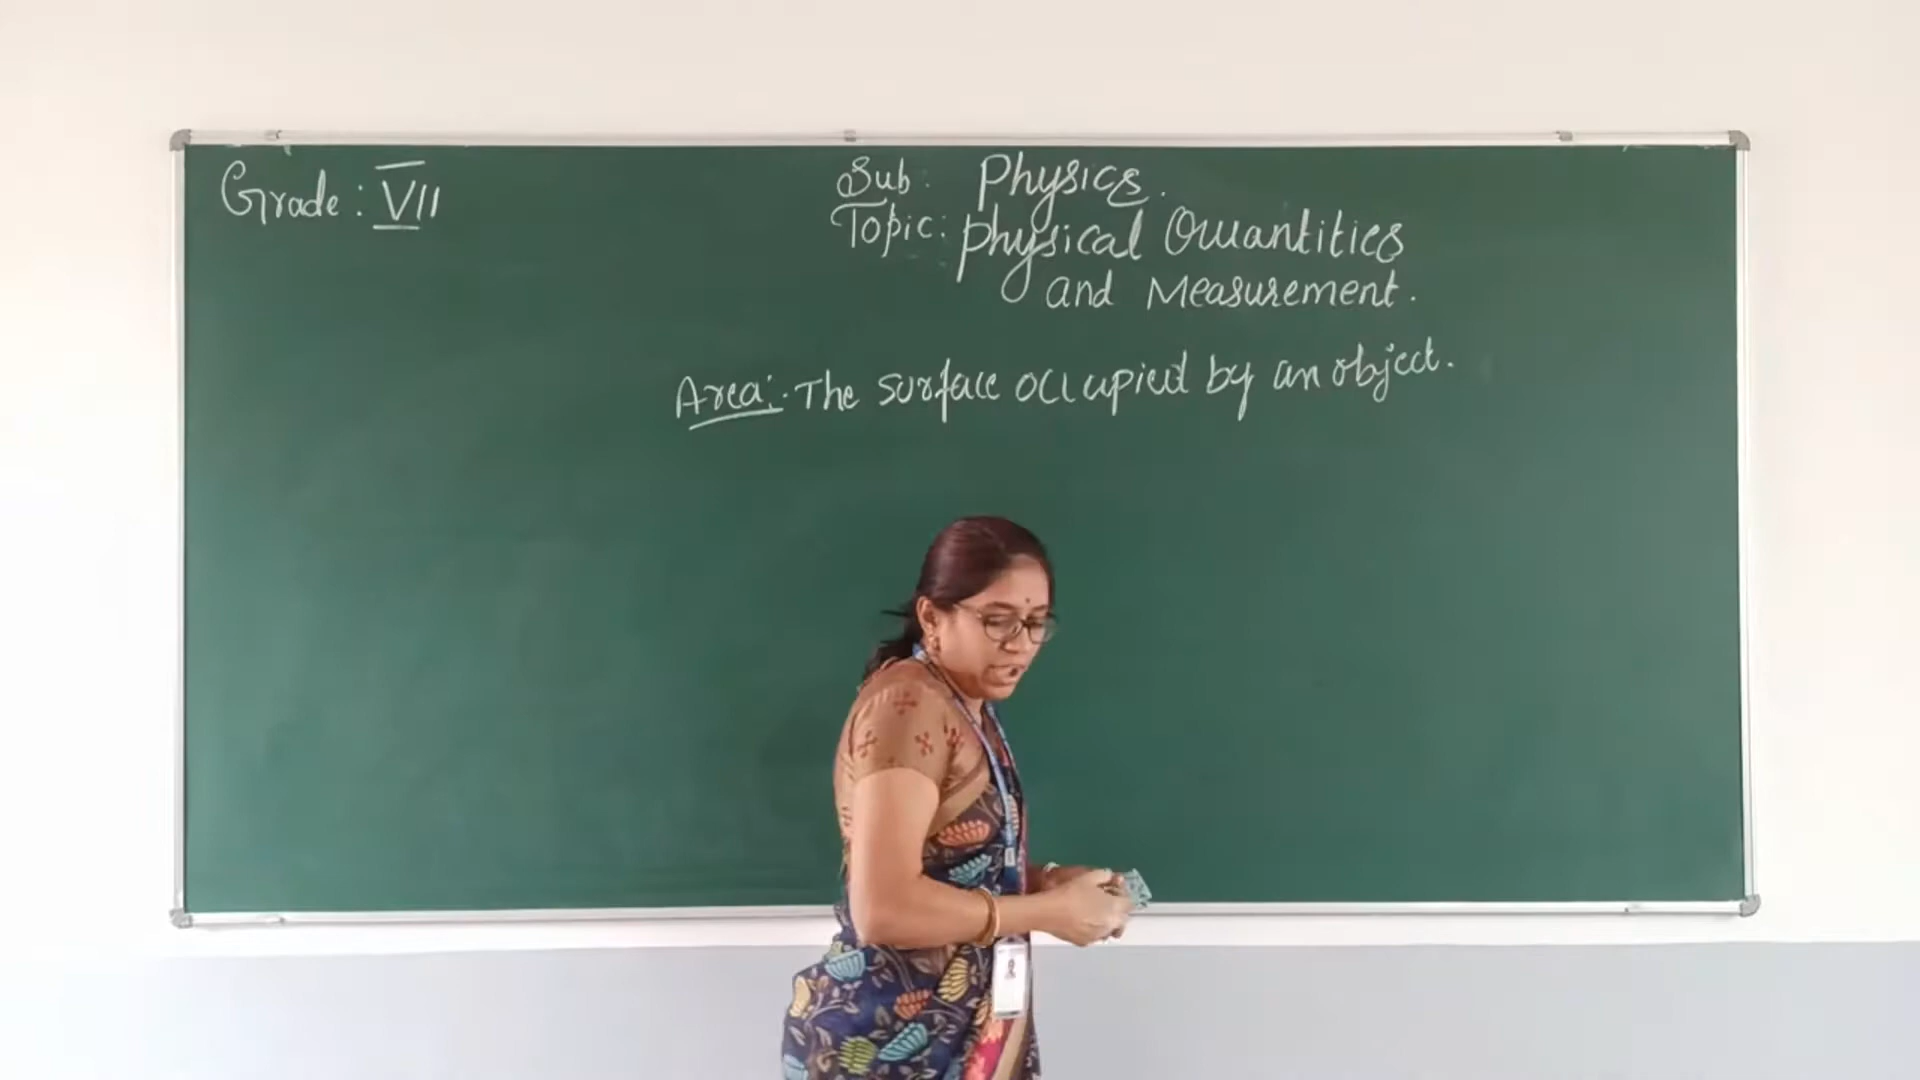 Grade: VII
Sub. Physics.
Topic: Physical Quantities
and Measurement.
Area:- The surface occupied by an object.